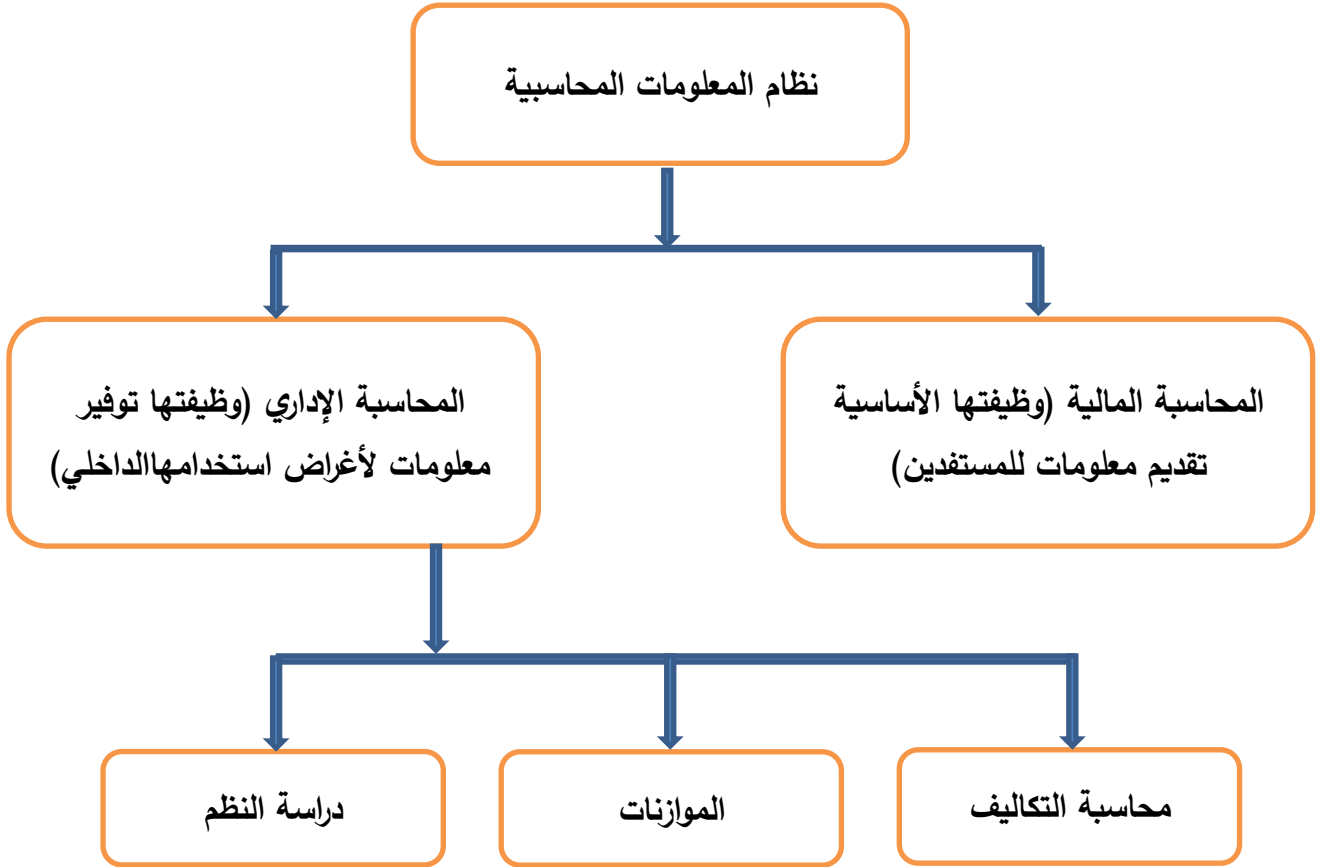 نظام المعلومات المحاسبية
المحاسبة المالية (وظيفتها الأساسية
تقديم معلومات للمستفدين)
المحاسبة الإداري (وظيفتها توفير
معلومات لأغراض استخدامهاالداخلي)
محاسبة التكاليف
الموازنات
دراسة النظم